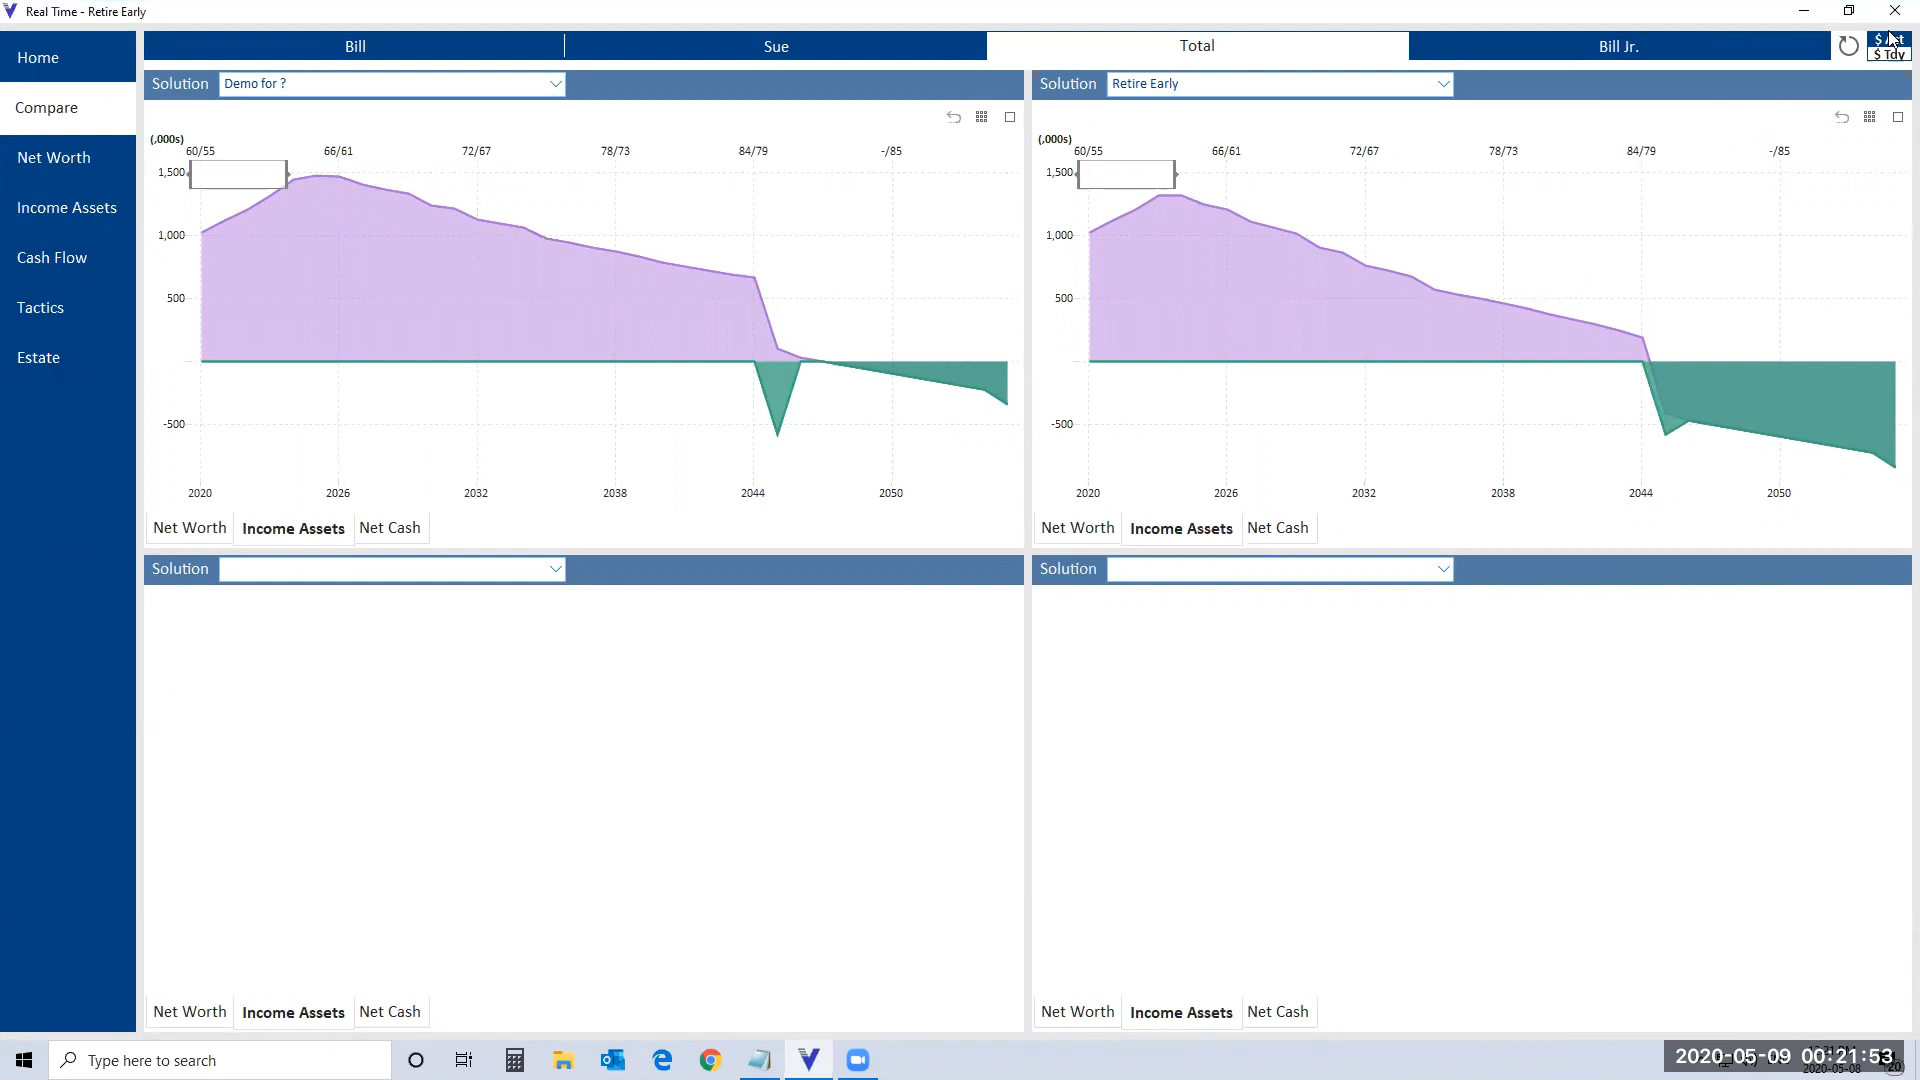 Real Time - Retire Early
Home
Compare
Net Worth
Income Assets
Cash Flow
Tactics
Estate
Bill
Sue
Total
Bill Jr.
$ Tdy
Solution
Demo for ?
(,000s)
60/55
66/61
72/67
78/73
84/79
-/85
1,500
1,000
500
-500
2020
2026
2032
2038
2044
2050
Net Worth
Income Assets
Net Cash
Solution
Retire Early
(,000s)
60/55
66/61
72/67
78/73
84/79
-/85
1,500
1,000
500
-500
2020
2026
2032
2038
2044
2050
Net Worth
Income Assets
Net Cash
Solution
Net Worth
Income Assets
Net Cash
Solution
Net Worth
Income Assets
Net Cash
Type here to search
2020-05-09 00:21:53
2020-05-08
20